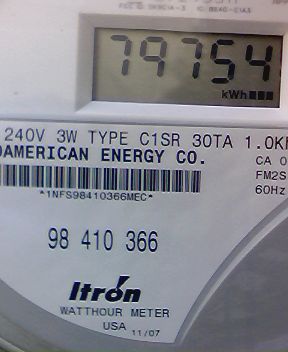 79754
kWh
240V 3W TYPE C1SR 30TA 1.0K
AMERICAN ENERGY CO.
CA 0
FM2S
60Hz
*1NFS98410366MEC*
98 410 366
Itron
WATTHOUR METER
USA 11/07